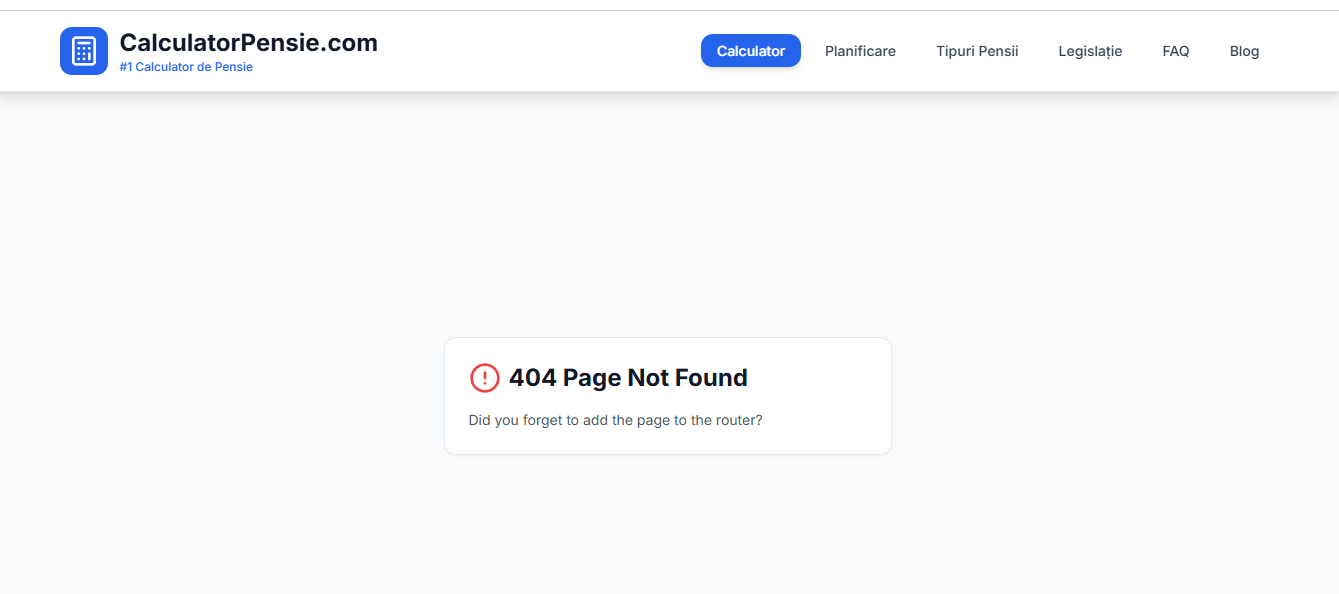 CalculatorPensie.com
#1 Calculator de Pensie
Calculator
Planificare
Tipuri Pensii
Legislație
FAQ
Blog
404 Page Not Found
Did you forget to add the page to the router?